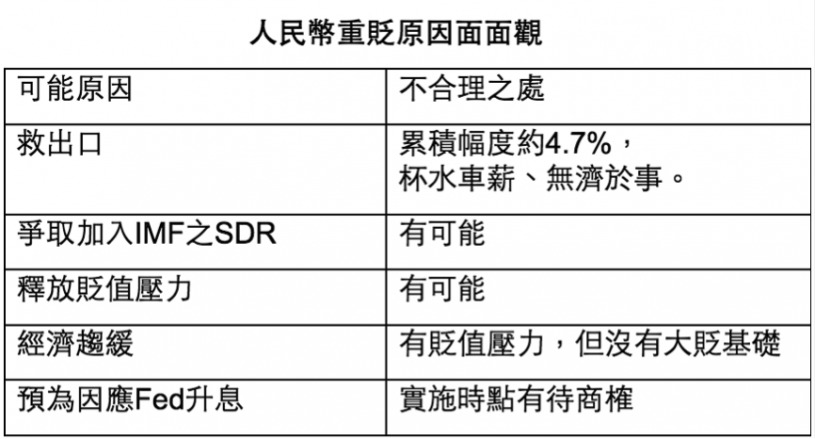 人民幣重貶原因面面觀
可能原因 不合理之處
救出口 累積幅度約4.7%，
杯水車薪、無濟於事。
爭取加入IMF之SDR 有可能
釋放貶值壓力 有可能
經濟趨緩 有貶值壓力，但沒有大貶基礎
預為因應Fed升息 實施時點有待商榷